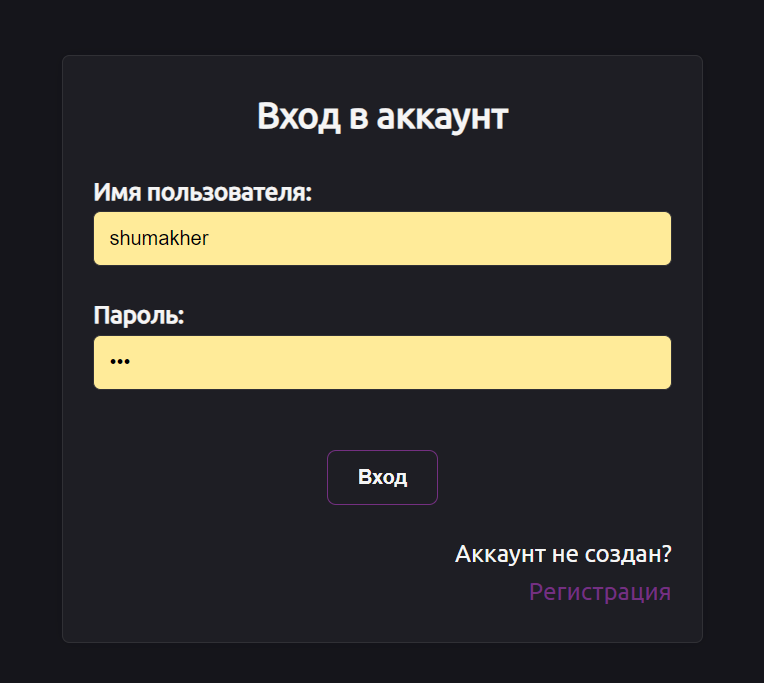 Вход в аккаунт
Имя пользователя:
shumakher
Пароль:
•••
Вход
Аккаунт не создан?
Регистрация